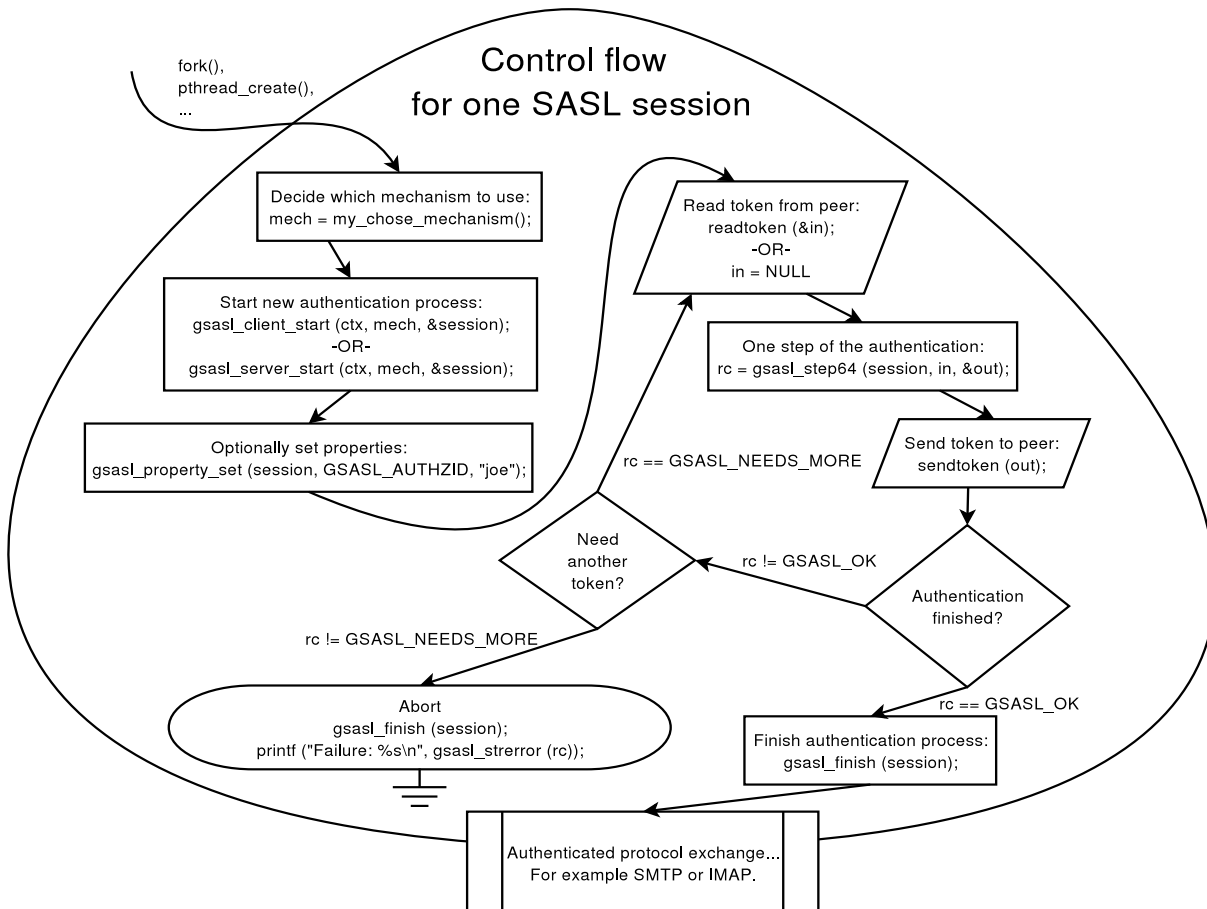 Control flow
for one SASL session
fork(),
pthread_create(),
...
Decide which mechanism to use:
mech = my_chose_mechanism();
Start new authentication process:
gsasl_client_start (ctx, mech, &session);
-OR-
gsasl_server_start (ctx, mech, &session);
Optionally set properties:
gsasl_property_set (session, GSASL_AUTHZID, "joe");
Read token from peer:
readtoken (&in);
-OR-
in = NULL
One step of the authentication:
rc = gsasl_step64 (session, in, &out);
Send token to peer:
sendtoken (out);
Authentication
finished?
rc != GSASL_OK
Need
another
token?
rc == GSASL_NEEDS_MORE
rc != GSASL_NEEDS_MORE
Abort
gsasl_finish (session);
printf ("Failure: %s\n", gsasl_strerror (rc));
rc == GSASL_OK
Finish authentication process:
gsasl_finish (session);
Authenticated protocol exchange...
For example SMTP or IMAP.